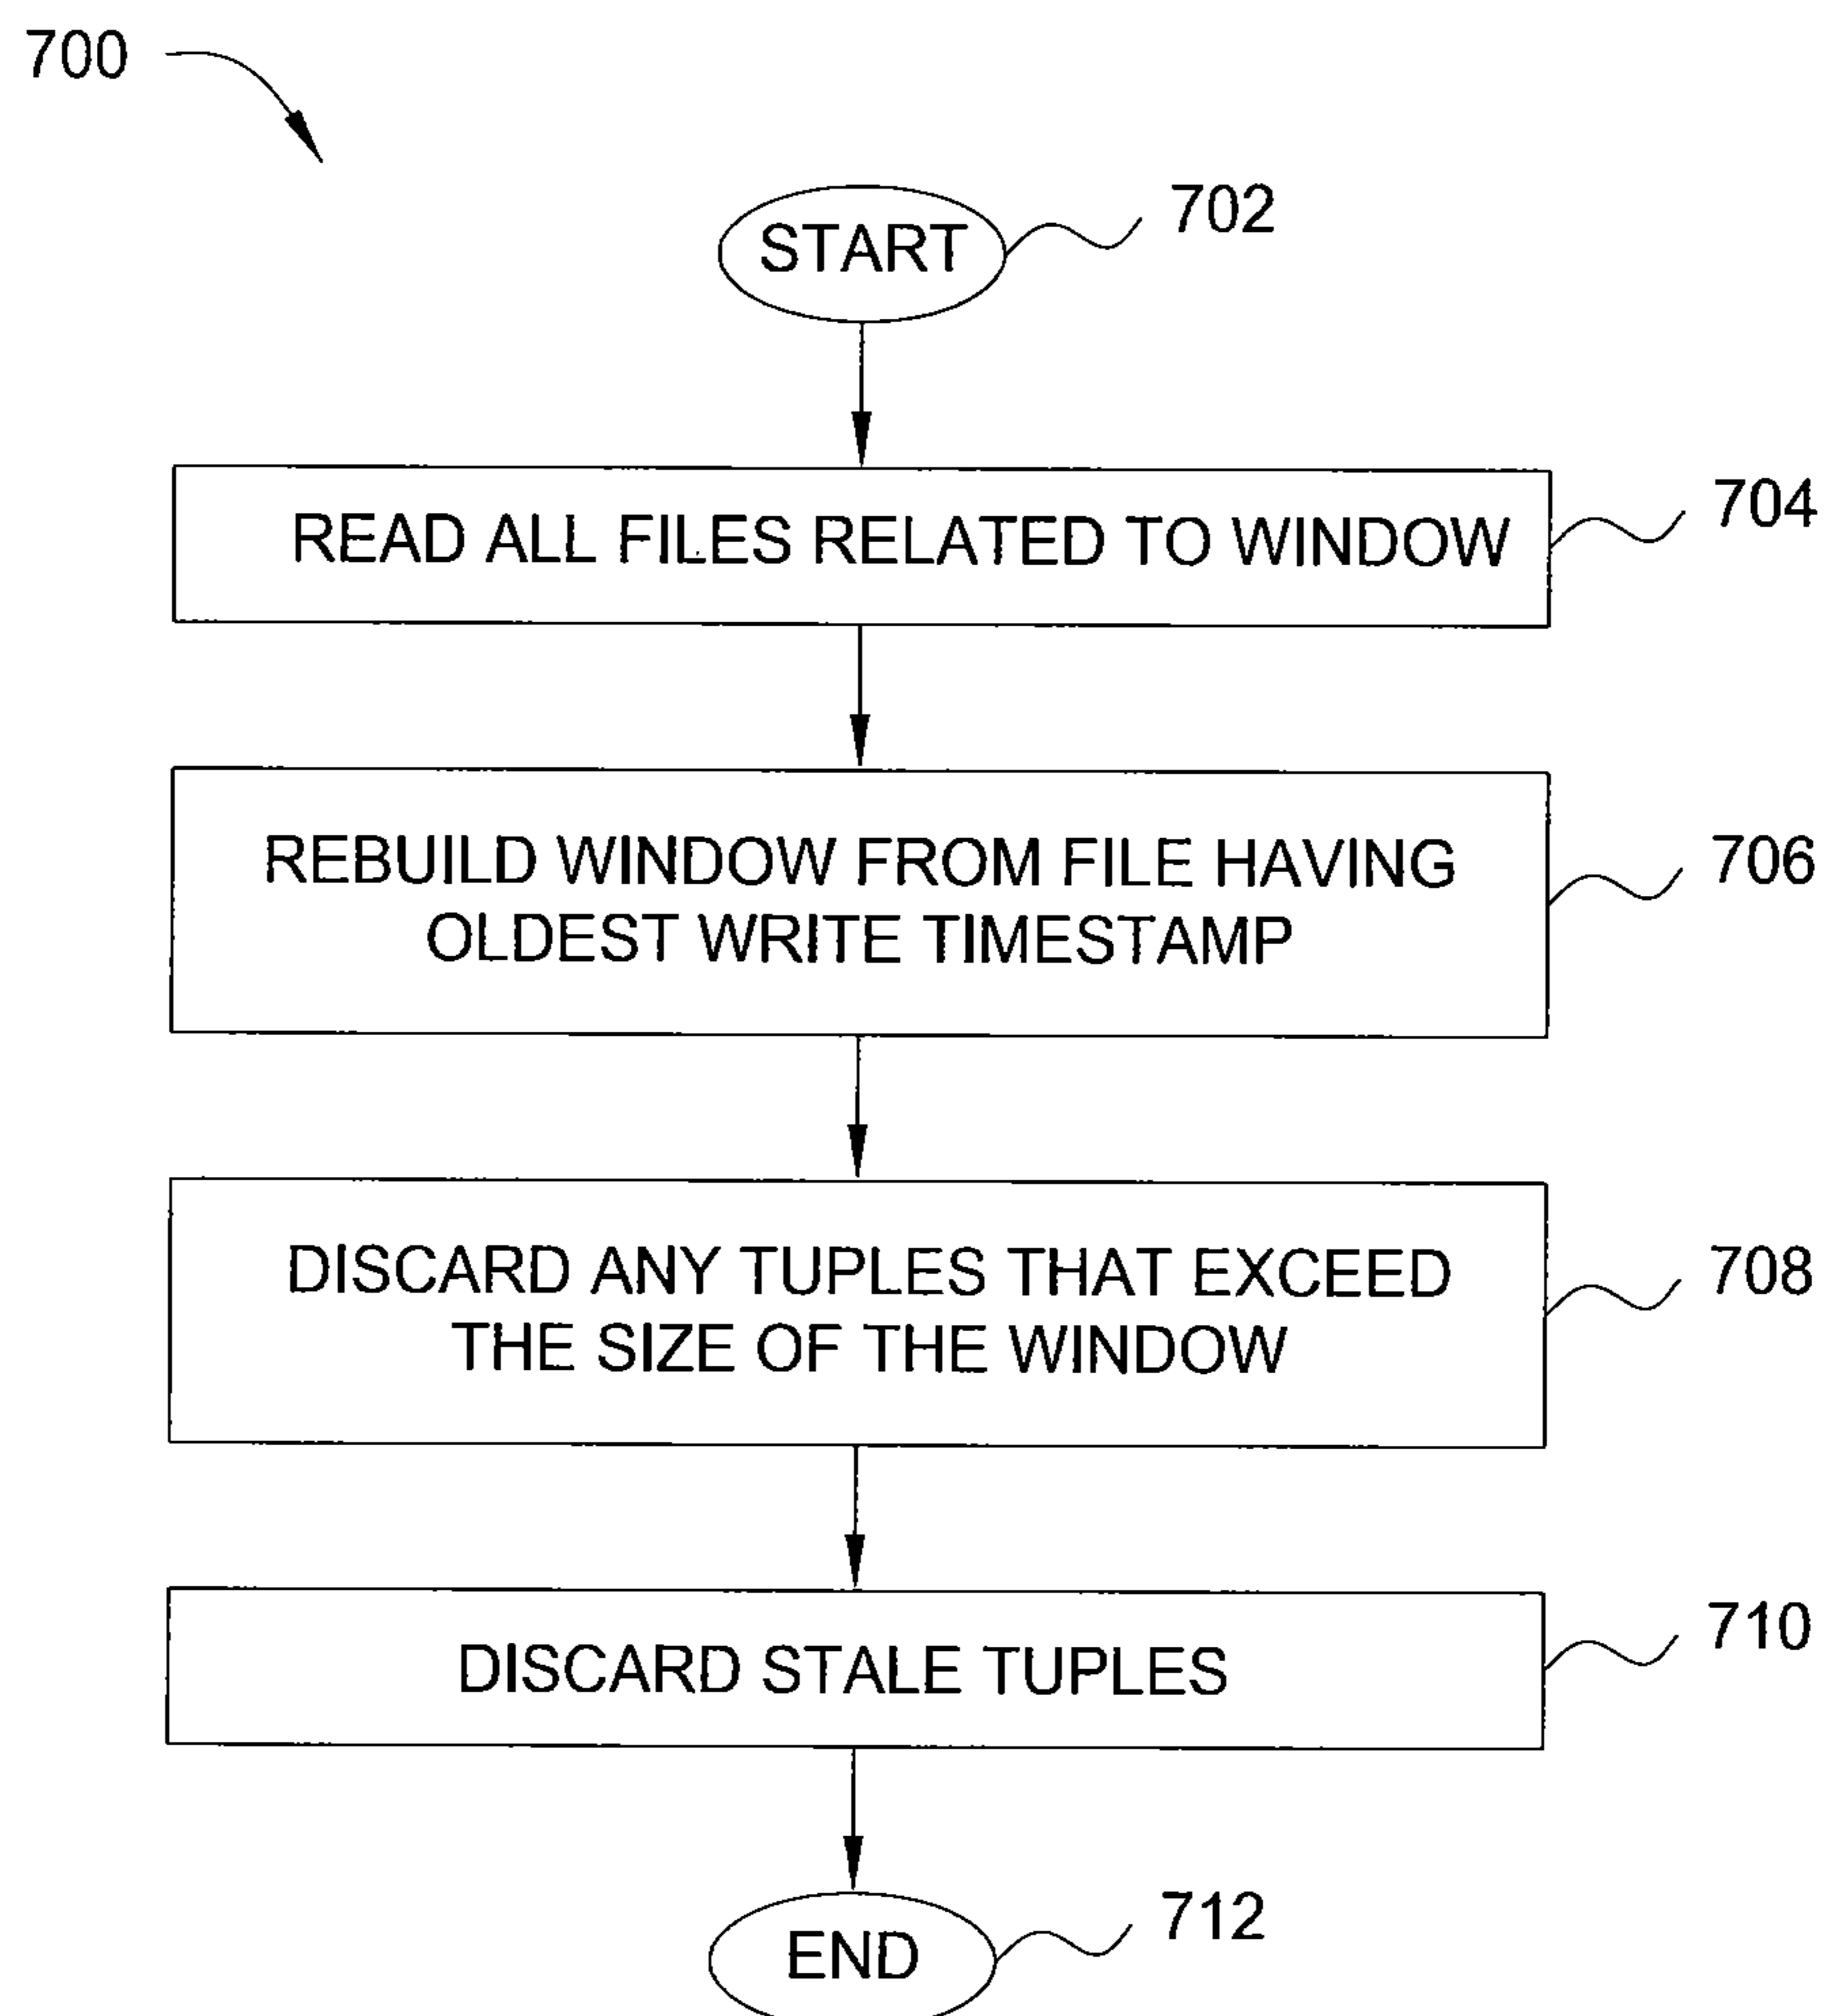 700
START
702
READ ALL FILES RELATED TO WINDOW
704
REBUILD WINDOW FROM FILE HAVING
OLDEST WRITE TIMESTAMP
706
DISCARD ANY TUPLES THAT EXCEED
THE SIZE OF THE WINDOW
708
DISCARD STALE TUPLES
710
END
712